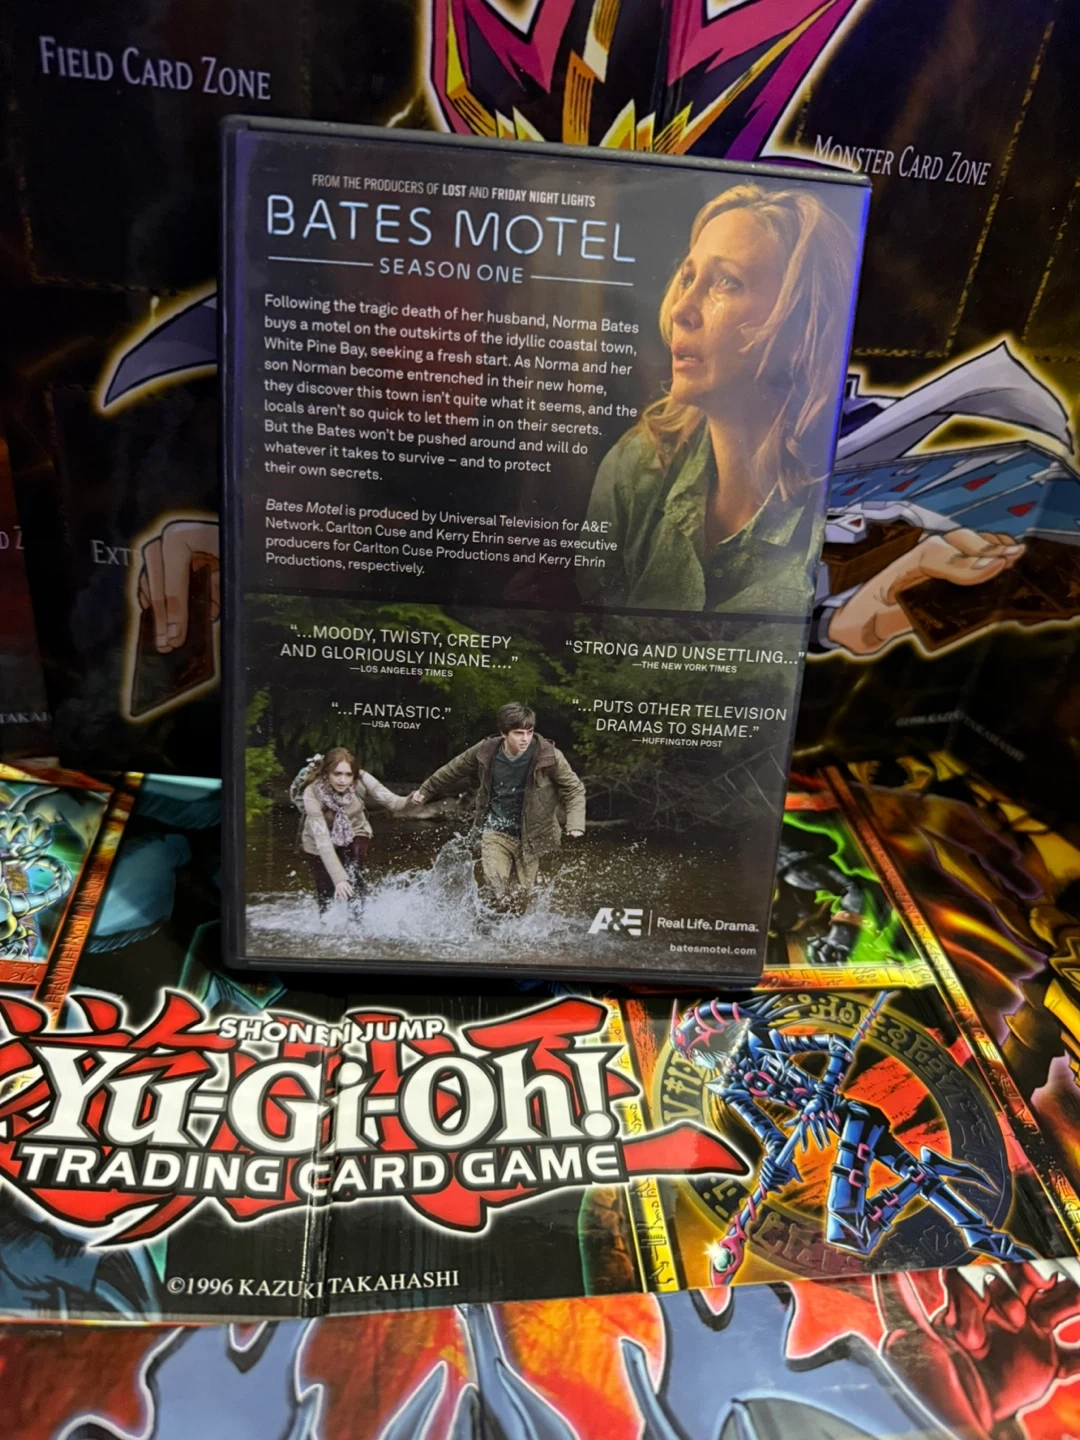 FIELD CARD ZONE
MONSTER CARD ZONE
FROM THE PRODUCERS OF LOST AND FRIDAY NIGHT LIGHTS
BATES MOTEL
SEASON ONE
Following the tragic death of her husband, Norma Bates
buys a motel on the outskirts of the idyllic coastal town,
White Pine Bay, seeking a fresh start. As Norma and her
son Norman become entrenched in their new home,
they discover this town isn't quite what it seems, and the
locals aren't so quick to let them in on their secrets.
But the Bates won't be pushed around and will do
whatever it takes to survive – and to protect
their own secrets.
Bates Motel is produced by Universal Television for A&E
Network. Carlton Cuse and Kerry Ehrin serve as executive
producers for Carlton Cuse Productions and Kerry Ehrin
Productions, respectively.
EXT
"...MOODY, TWISTY, CREEPY
AND GLORIOUSLY INSANE...."
—LOS ANGELES TIMES
"STRONG AND UNSETTLING..."
—THE NEW YORK TIMES
"...FANTASTIC."
—USA TODAY
"...PUTS OTHER TELEVISION
DRAMAS TO SHAME."
—HUFFINGTON POST
A&E | Real Life. Drama.
batesmotel.com
SHONEN JUMP
Yu-Gi-Oh!
TRADING CARD GAME
©1996 KAZUKI TAKAHASHI